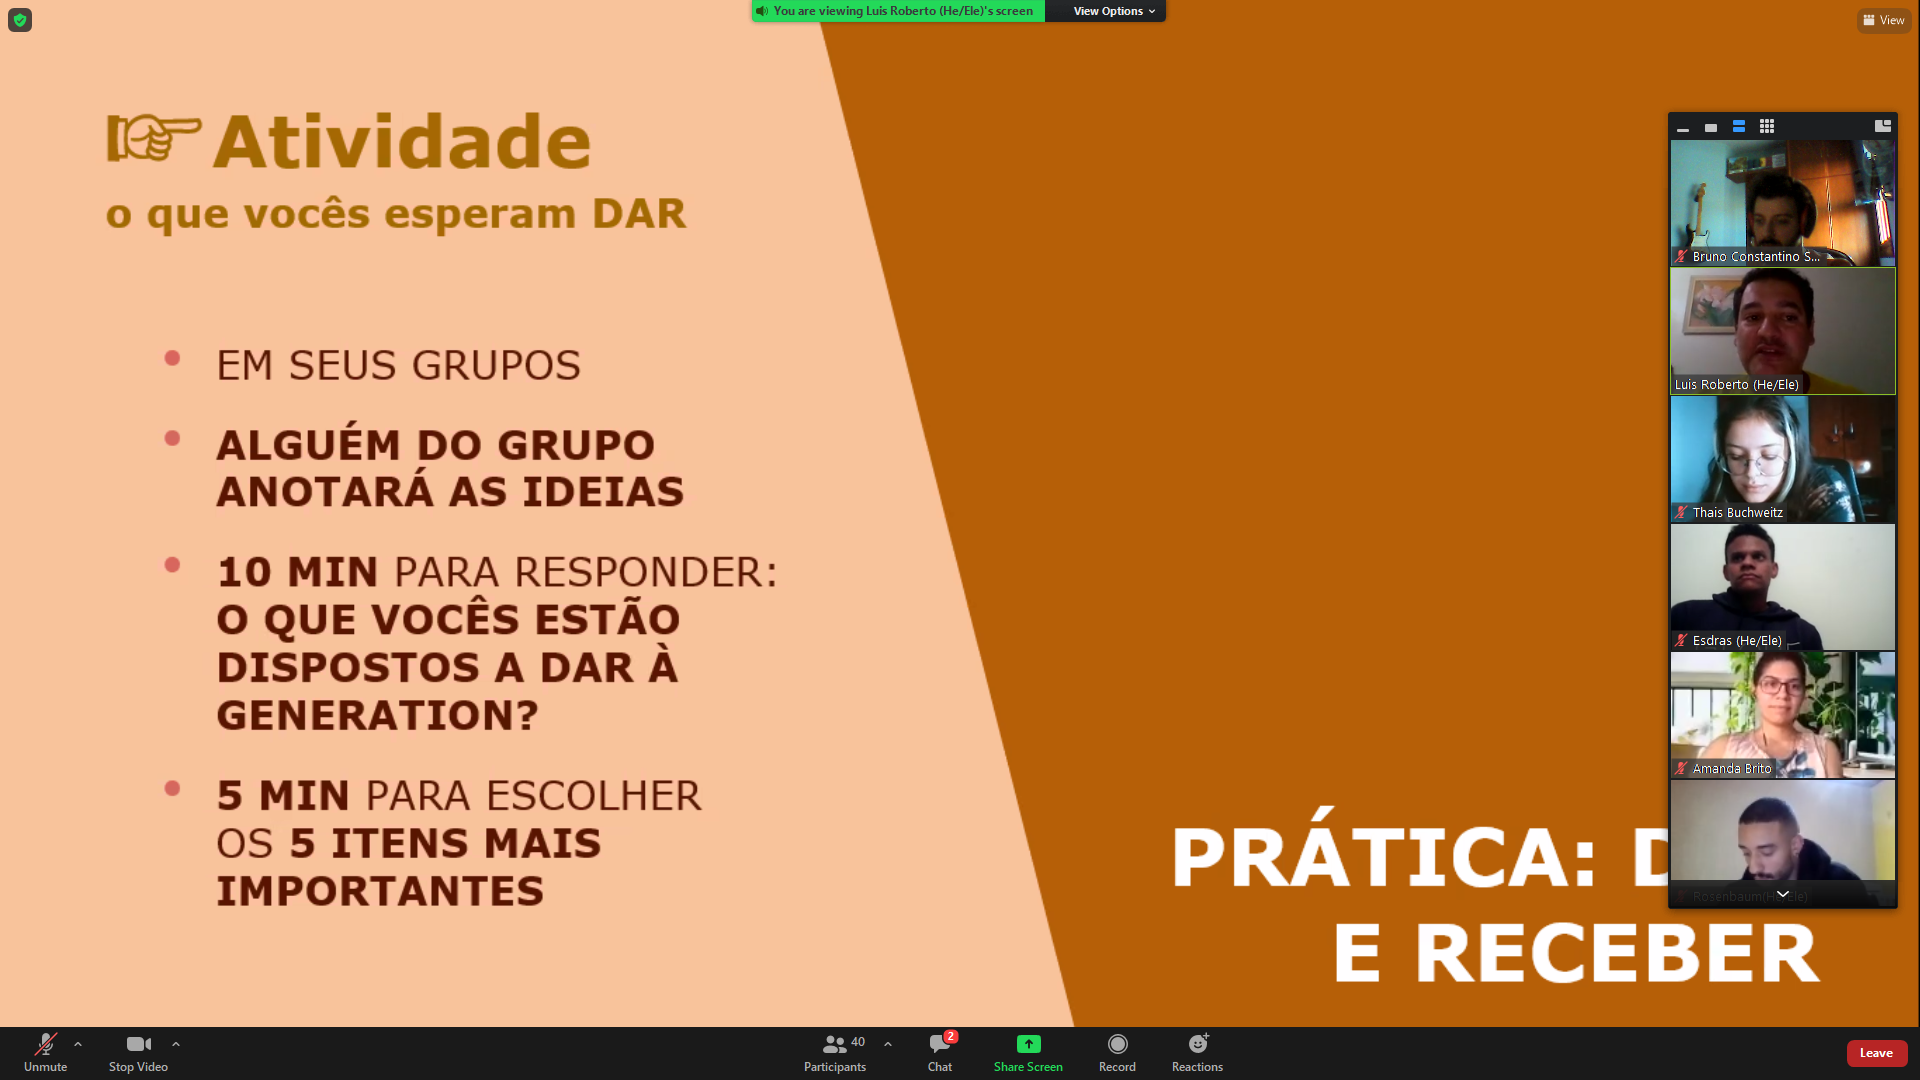 You are viewing Luis Roberto (He/Ele)'s screen
View Options
View
Atividade
o que vocês esperam DAR
EM SEUS GRUPOS
ALGUÉM DO GRUPO
ANOTARÁ AS IDEIAS
10 MIN PARA RESPONDER:
O QUE VOCÊS ESTÃO
DISPOSTOS A DAR À
GENERATION?
5 MIN PARA ESCOLHER
OS 5 ITENS MAIS
IMPORTANTES
PRÁTICA: D
E RECEBER
Bruno Constantino S...
Luis Roberto (He/Ele)
Thais Buchweitz
Esdras (He/Ele)
Amanda Brito
Rosenbaum(He/Ele)
Unmute
Stop Video
40
Participants
2
Chat
Share Screen
Record
Reactions
Leave